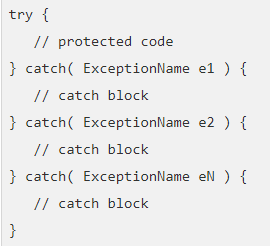 try {
   // protected code
} catch( ExceptionName e1 ) {
   // catch block
} catch( ExceptionName e2 ) {
   // catch block
} catch( ExceptionName eN ) {
   // catch block
}